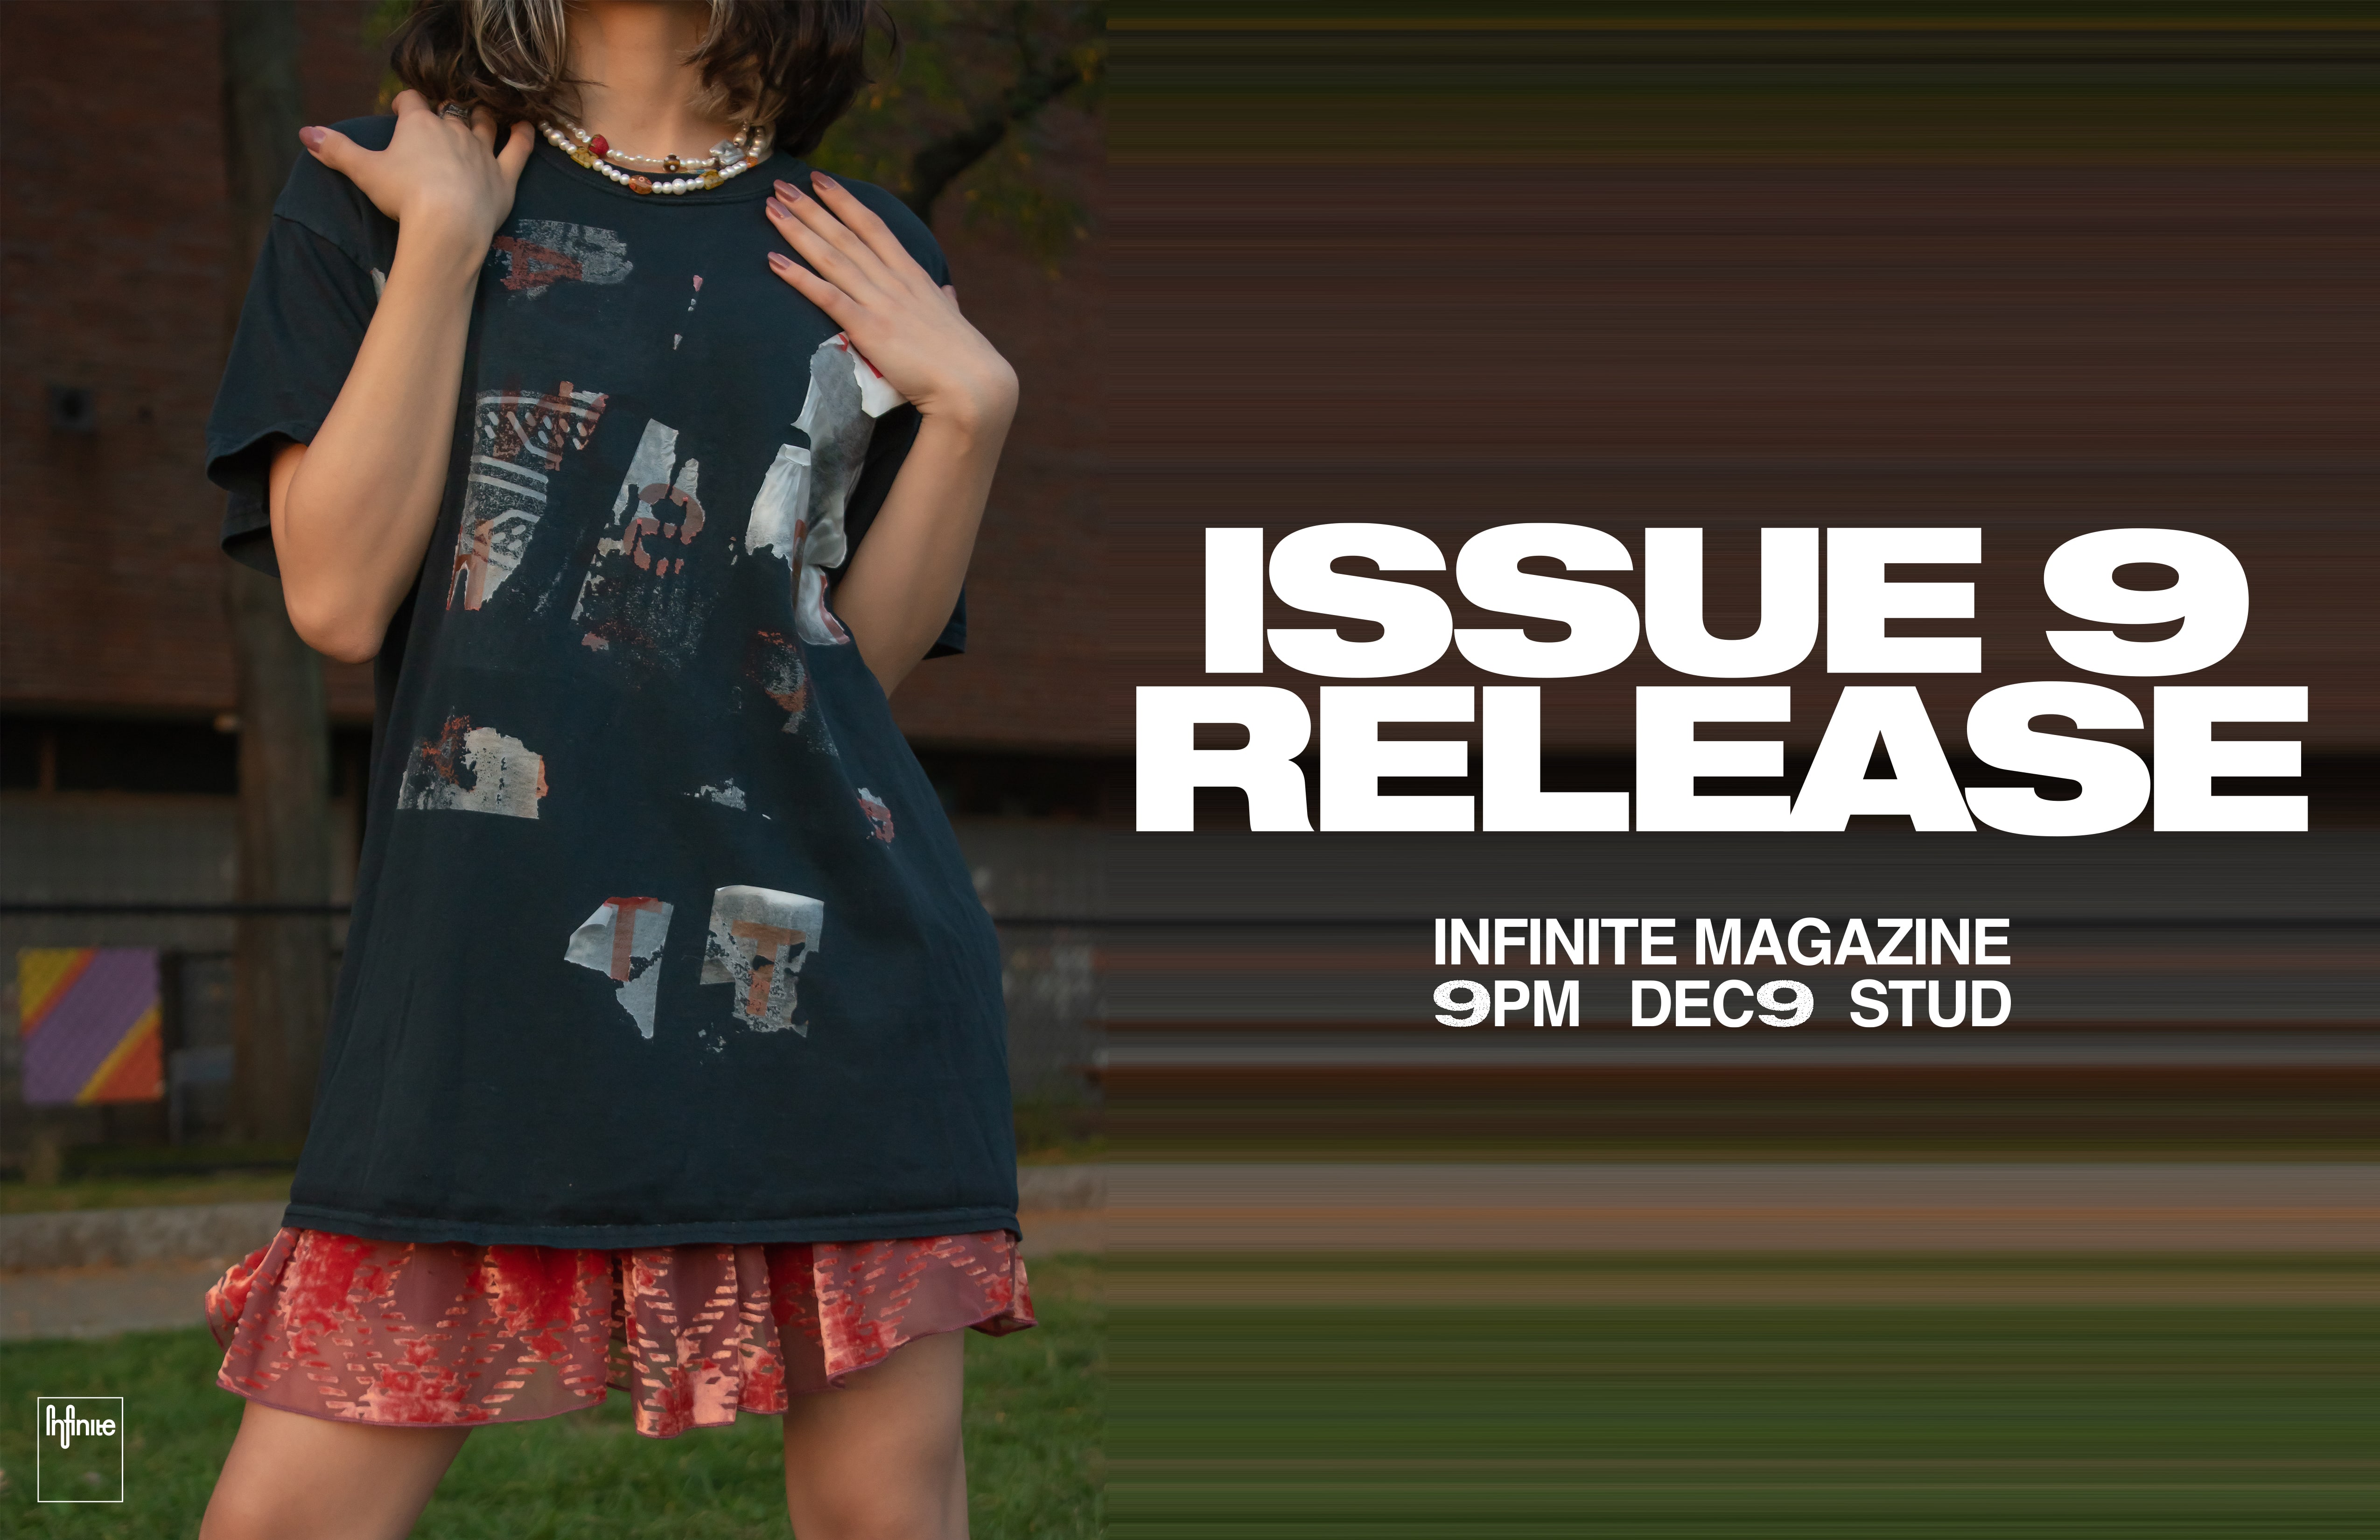 ISSUE 9
RELEASE
INFINITE MAGAZINE
9PM DEC9 STUD
Infinite